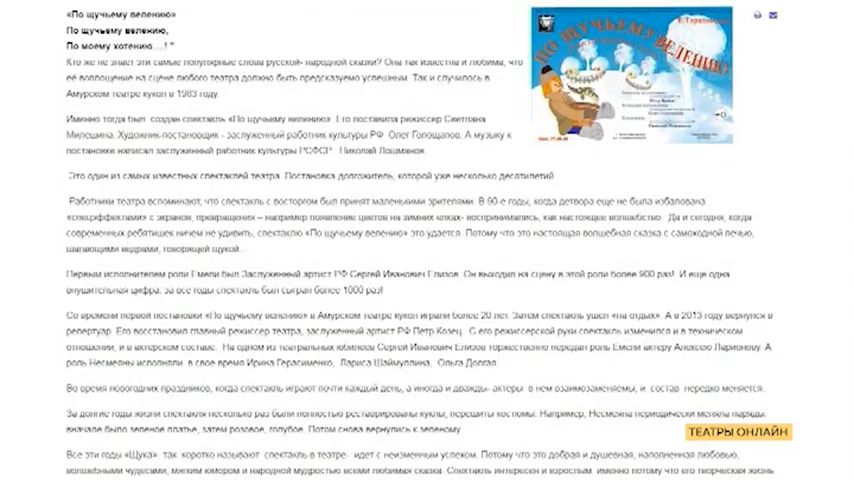 «По щучьему велению»
По щучьему велению,
По моему хотению....! "
Кто же не знает эти самые популярные слова русской- народной сказки? Она так известна и любима, что
её воплощение на сцене любого театра должно быть предсказуемо успешным. Так и случилось в
Амурском театре кукол в 1983 году.
Именно тогда был создан спектакль «По щучьему велению». Его поставила режиссер Светлана
Милешина. Художник-постановщик - заслуженный работник культуры РФ Олег Голощапов. А музыку к
постановке написал заслуженный работник культуры РСФСР Николай Лошманов.
Это один из самых известных спектаклей театра. Постановка долгожитель, которой уже несколько десятилетий
Работники театра вспоминают, что спектакль с восторгом был принят маленькими зрителями. В 90-е годы, когда детвора еще не была избалована
«спецэффектами» с экранов, превращения – например появление цветов на зимних елках- воспринимались, как настоящее волшебство. Да и сегодня, когда
современных ребятишек ничем не удивить, спектаклю «По щучьему велению» это удается. Потому что это настоящая волшебная сказка с самоходной печью,
шагающими ведрами, говорящей щукой...
Первым исполнителем роли Емели был Заслуженный артист РФ Сергей Иванович Елизов. Он выходил на сцену в этой роли более 900 раз! И еще одна
внушительная цифра: за все годы спектакль был сыгран более 1000 раз!
Со времени первой постановки «По щучьему велению» в Амурском театре кукол играли более 20 лет. Затем спектакль ушел «на отдых». А в 2013 году вернулся в
репертуар. Его восстановил главный режиссер театра, заслуженный артист РФ Петр Козец. С его режиссерской руки спектакль изменился и в техническом
отношении, и в актерском составе. На одном из театральных юбилеев Сергей Иванович Елизов торжественно передал роль Емели актеру Алексею Ларионову. А
роль Несмеяны исполняли в свое время Ирина Герасименко, Лариса Шаймуллина, Ольга Долгая.
Во время новогодних праздников, когда спектакль играют почти каждый день, а иногда и дважды- актеры в нем взаимозаменяемы, и состав нередко меняется.
За долгие годы жизни спектакля несколько раз были полностью реставрированы куклы, перешиты костюмы. Например, Несмеяна периодически меняла наряды:
вначале было зеленое платье, затем розовое, голубое. Потом снова вернулись к зеленому.
Все эти годы «Щука» -так коротко называют спектакль в театре- идет с неизменным успехом. Потому что это добрая и душевная, наполненная любовью,
волшебными чудесами, мягким юмором и народной мудростью всеми любимая сказка. Спектакль интересен и взрослым именно потому что его творческая жизнь
ПО ЩУЧЬЕМУ ВЕЛЕНИЮ
ТЕАТРЫ ОНЛАЙН